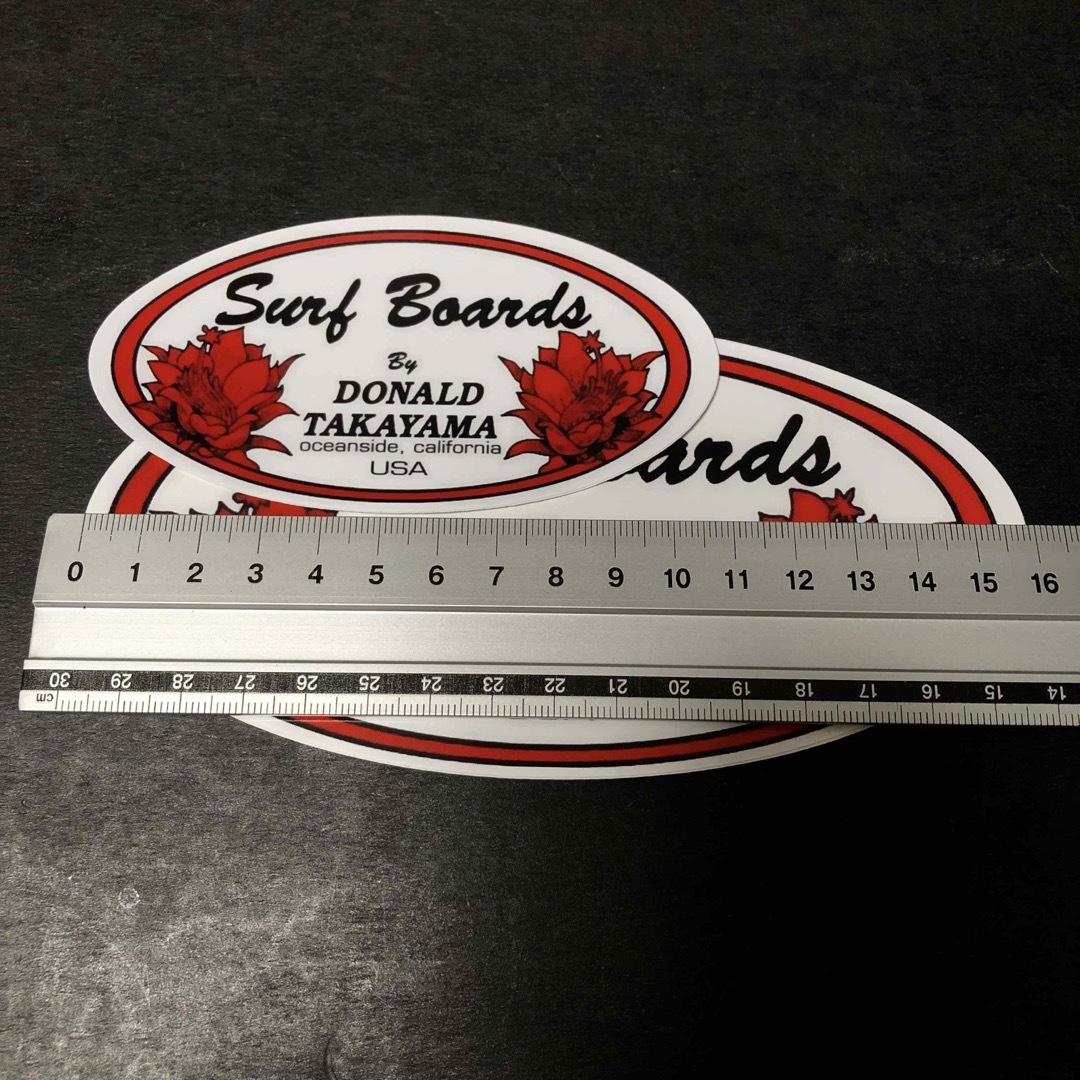 Surf Boards
By
DONALD
TAKAYAMA
oceanside, california
USA
ards
0 1 2 3 4 5 6 7 8 9 10 11 12 13 14 15 16
30 29 28 27 26 25 24 23 22 21 20 19 18 17 16 15 14
cm